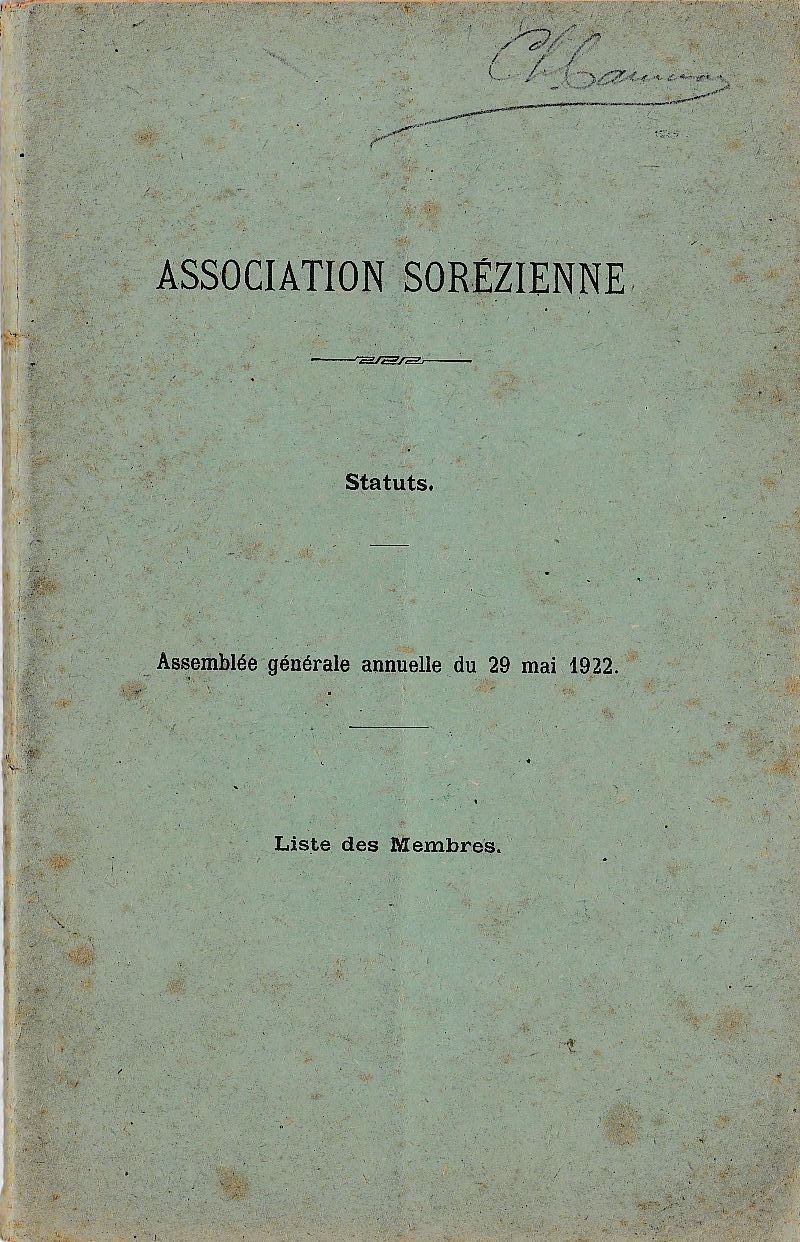 ASSOCIATION SORÉZIENNE
Statuts.
Assemblée générale annuelle du 29 mai 1922.
Liste des Membres.